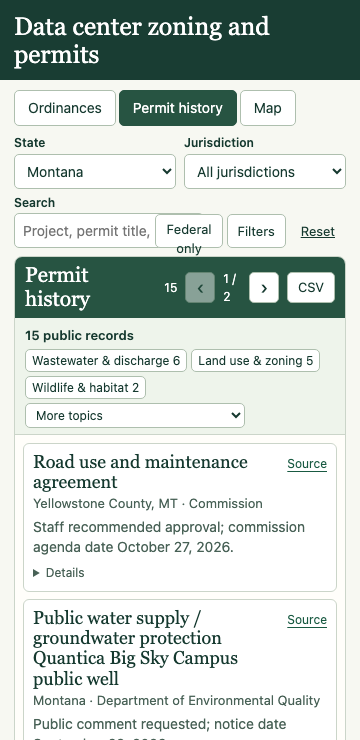 Data center zoning and
permits
Ordinances
Permit history
Map
State
Jurisdiction
Montana
All jurisdictions
Search
Project, permit title,
Federal
only
Filters
Reset
Permit
history
15
‹
1 /
2
›
CSV
15 public records
Wastewater & discharge 6
Land use & zoning 5
Wildlife & habitat 2
More topics
Road use and maintenance
agreement
Source
Yellowstone County, MT · Commission
Staff recommended approval; commission
agenda date October 27, 2026.
Details
Public water supply /
groundwater protection
Quantica Big Sky Campus
public well
Source
Montana · Department of Environmental Quality
Public comment requested; notice date